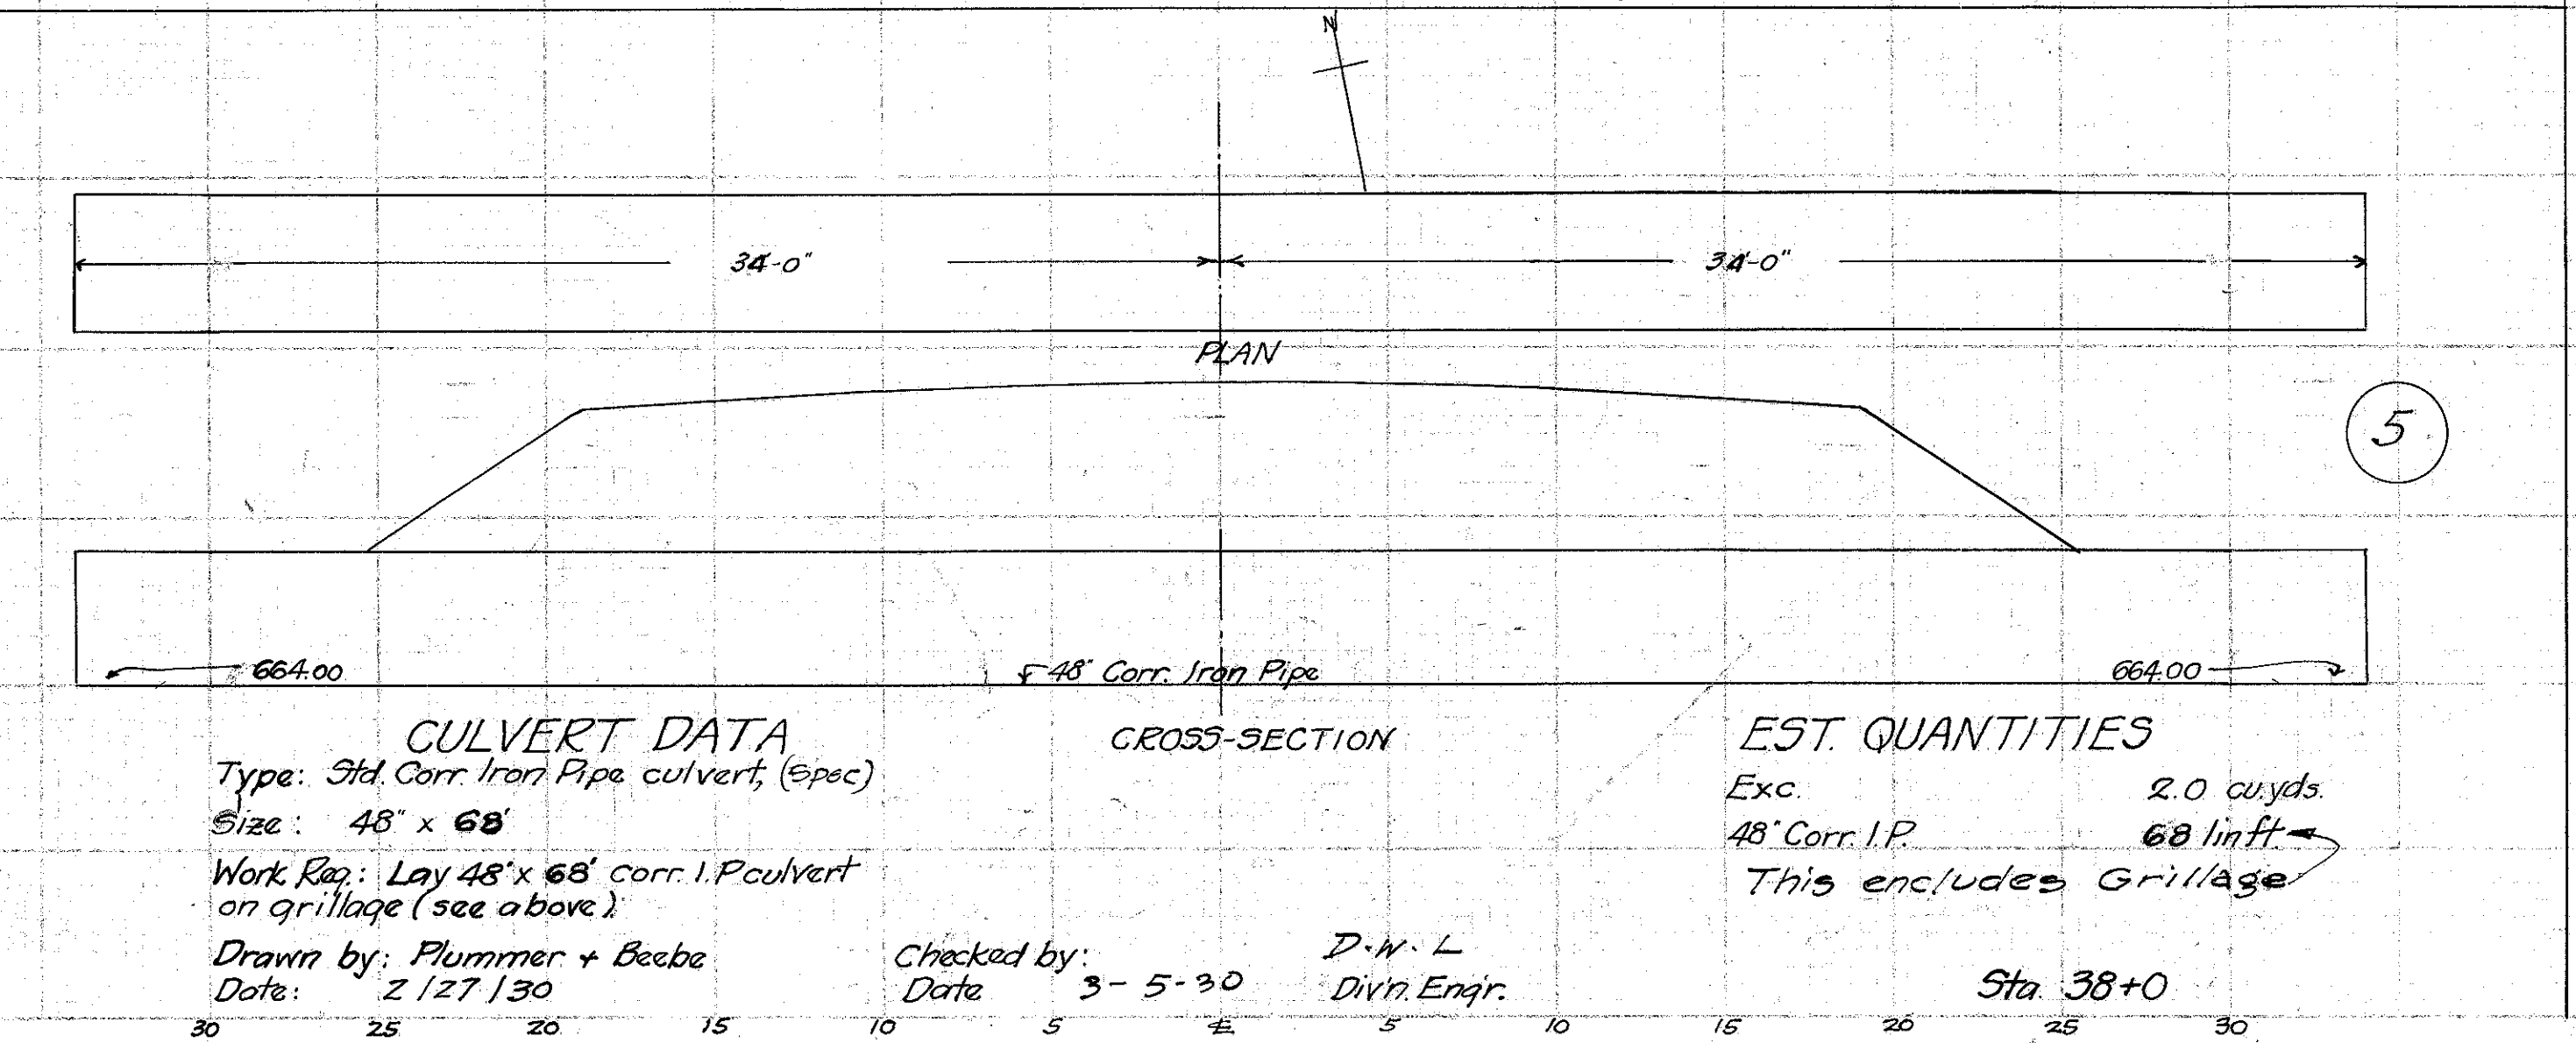 N
34'-0"
34'-0"
PLAN
5
664.00
48" Corr. Iron Pipe
664.00
CULVERT DATA
Type: Std. Corr. Iron Pipe culvert, (spec)
Size: 48" x 68'
Work Req.: Lay 48" x 68' corr. I.P culvert
on grillage (see above)
Drawn by: Plummer + Beebe
Date: 2/27/30
CROSS-SECTION
Checked by: D.W.L
Date 3-5-30 Div'n. Engr.
EST. QUANTITIES
Exc. 2.0 cu.yds.
48" Corr. I.P. 68 lin ft.
This encludes Grillage
Sta 38+0
30 25 20 15 10 5 ℄ 5 10 15 20 25 30